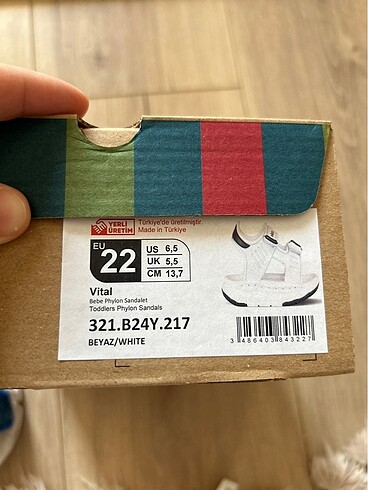 YERLİ
ÜRETİM
Türkiye'de üretilmiştir.
Made in Türkiye
EU
22
US 6,5
UK 5,5
CM 13,7
Vital
Bebe Phylon Sandalet
Toddlers Phylon Sandals
321.B24Y.217
BEYAZ/WHITE
3 486403 843227